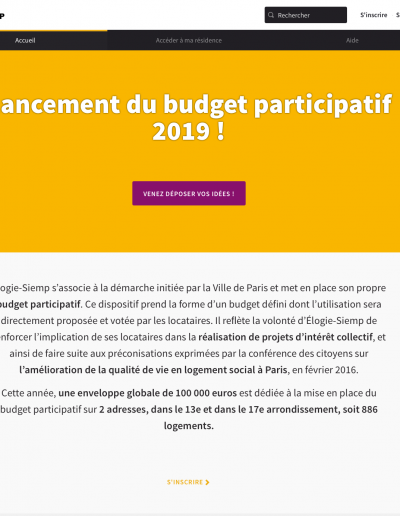 P
Rechercher
S'inscrire
S
Accueil
Accéder à ma résidence
Aide
ancement du budget participatif
2019 !
VENEZ DÉPOSER VOS IDÉES !
logie-Siemp s'associe à la démarche initiée par la Ville de Paris et met en place son propre
budget participatif. Ce dispositif prend la forme d'un budget défini dont l'utilisation sera
directement proposée et votée par les locataires. Il reflète la volonté d'Élogie-Siemp de
enforcer l'implication de ses locataires dans la réalisation de projets d'intérêt collectif, et
ainsi de faire suite aux préconisations exprimées par la conférence des citoyens sur
l'amélioration de la qualité de vie en logement social à Paris, en février 2016.
Cette année, une enveloppe globale de 100 000 euros est dédiée à la mise en place du
budget participatif sur 2 adresses, dans le 13e et dans le 17e arrondissement, soit 886
logements.
S'INSCRIRE